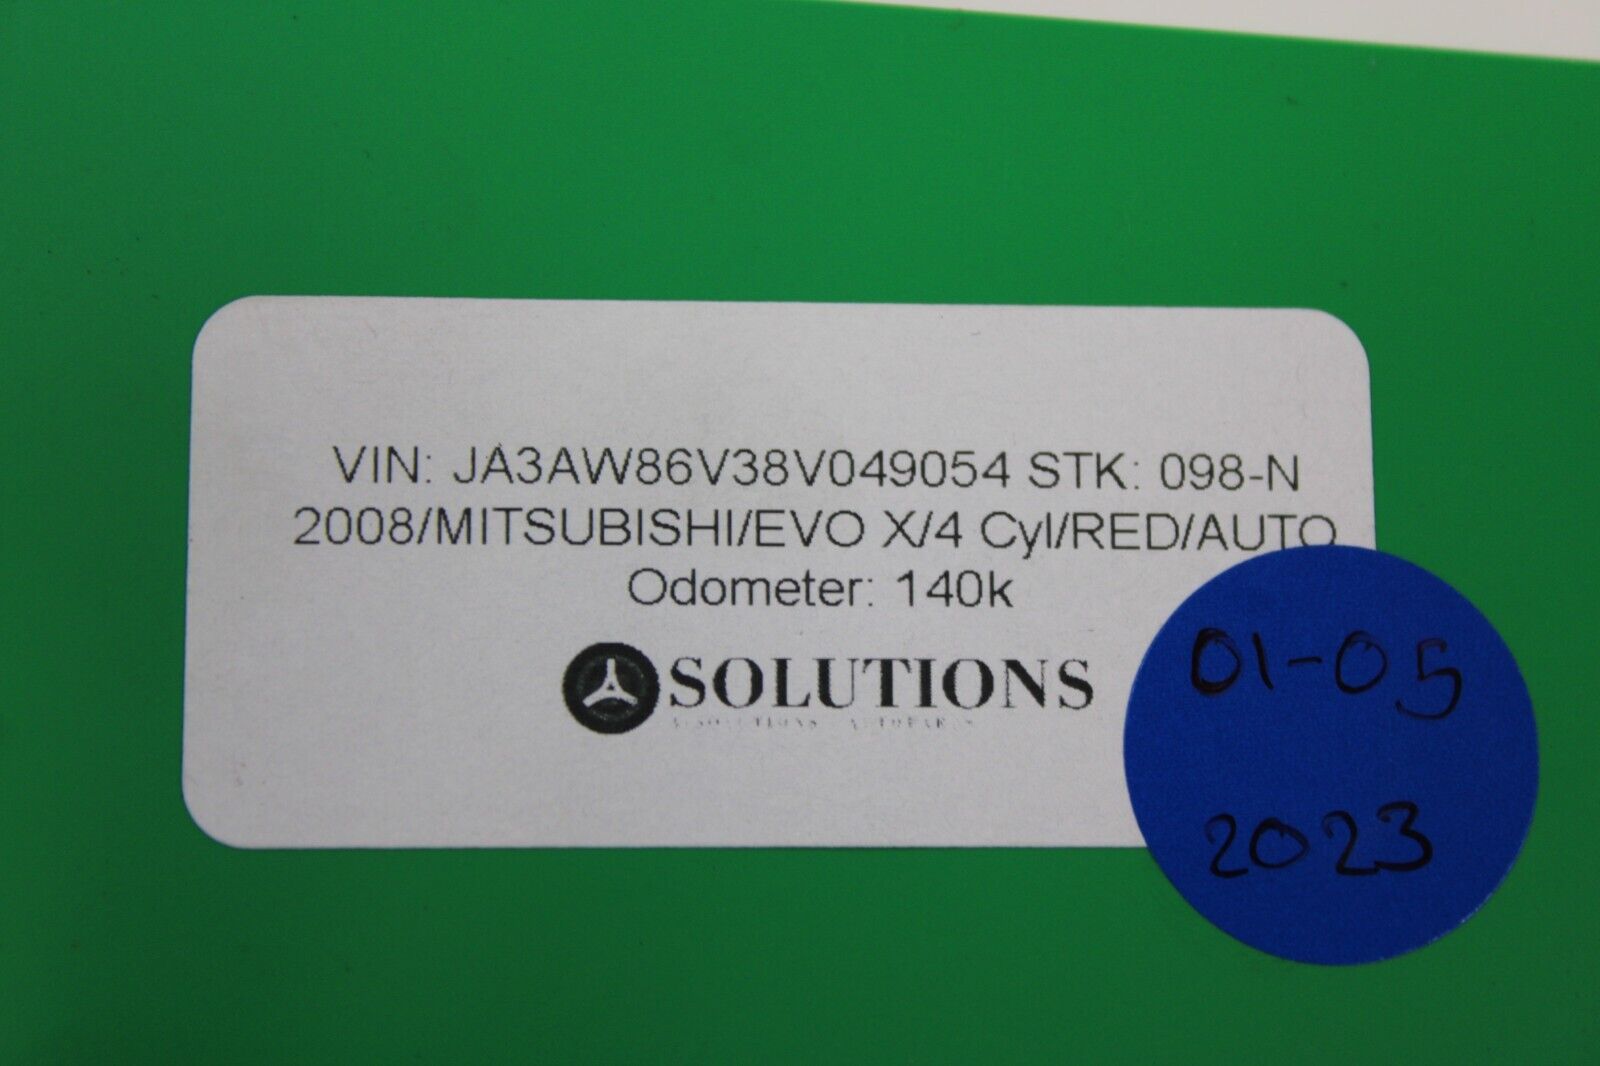 VIN: JA3AW86V38V049054 STK: 098-N
2008/MITSUBISHI/EVO X/4 Cyl/RED/AUTO
Odometer: 140k
SOLUTIONS
01-05
2023